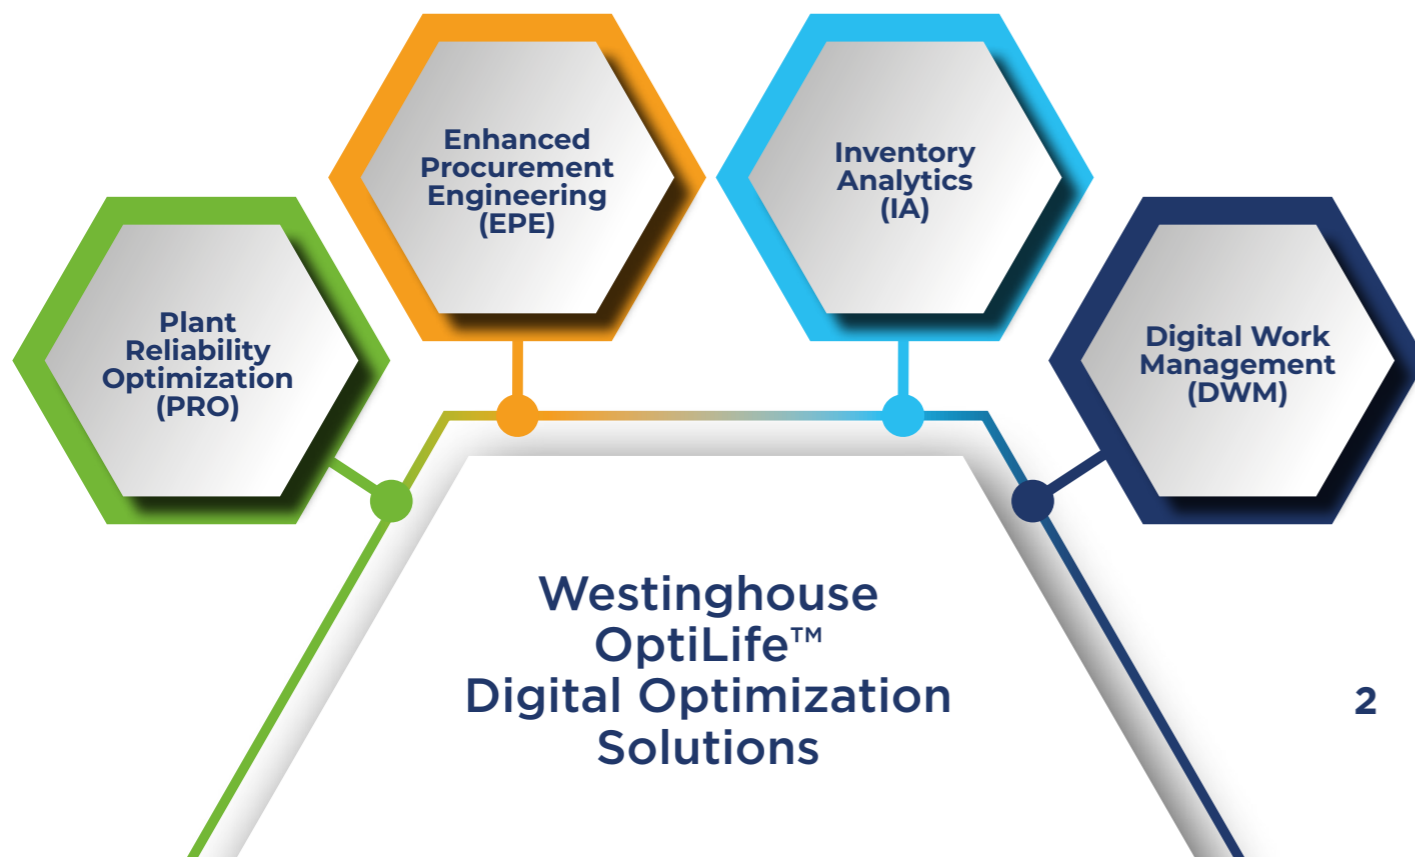 Enhanced
Procurement
Engineering
(EPE)
Inventory
Analytics
(IA)
Plant
Reliability
Optimization
(PRO)
Digital Work
Management
(DWM)
Westinghouse
OptiLife™
Digital Optimization
Solutions
2